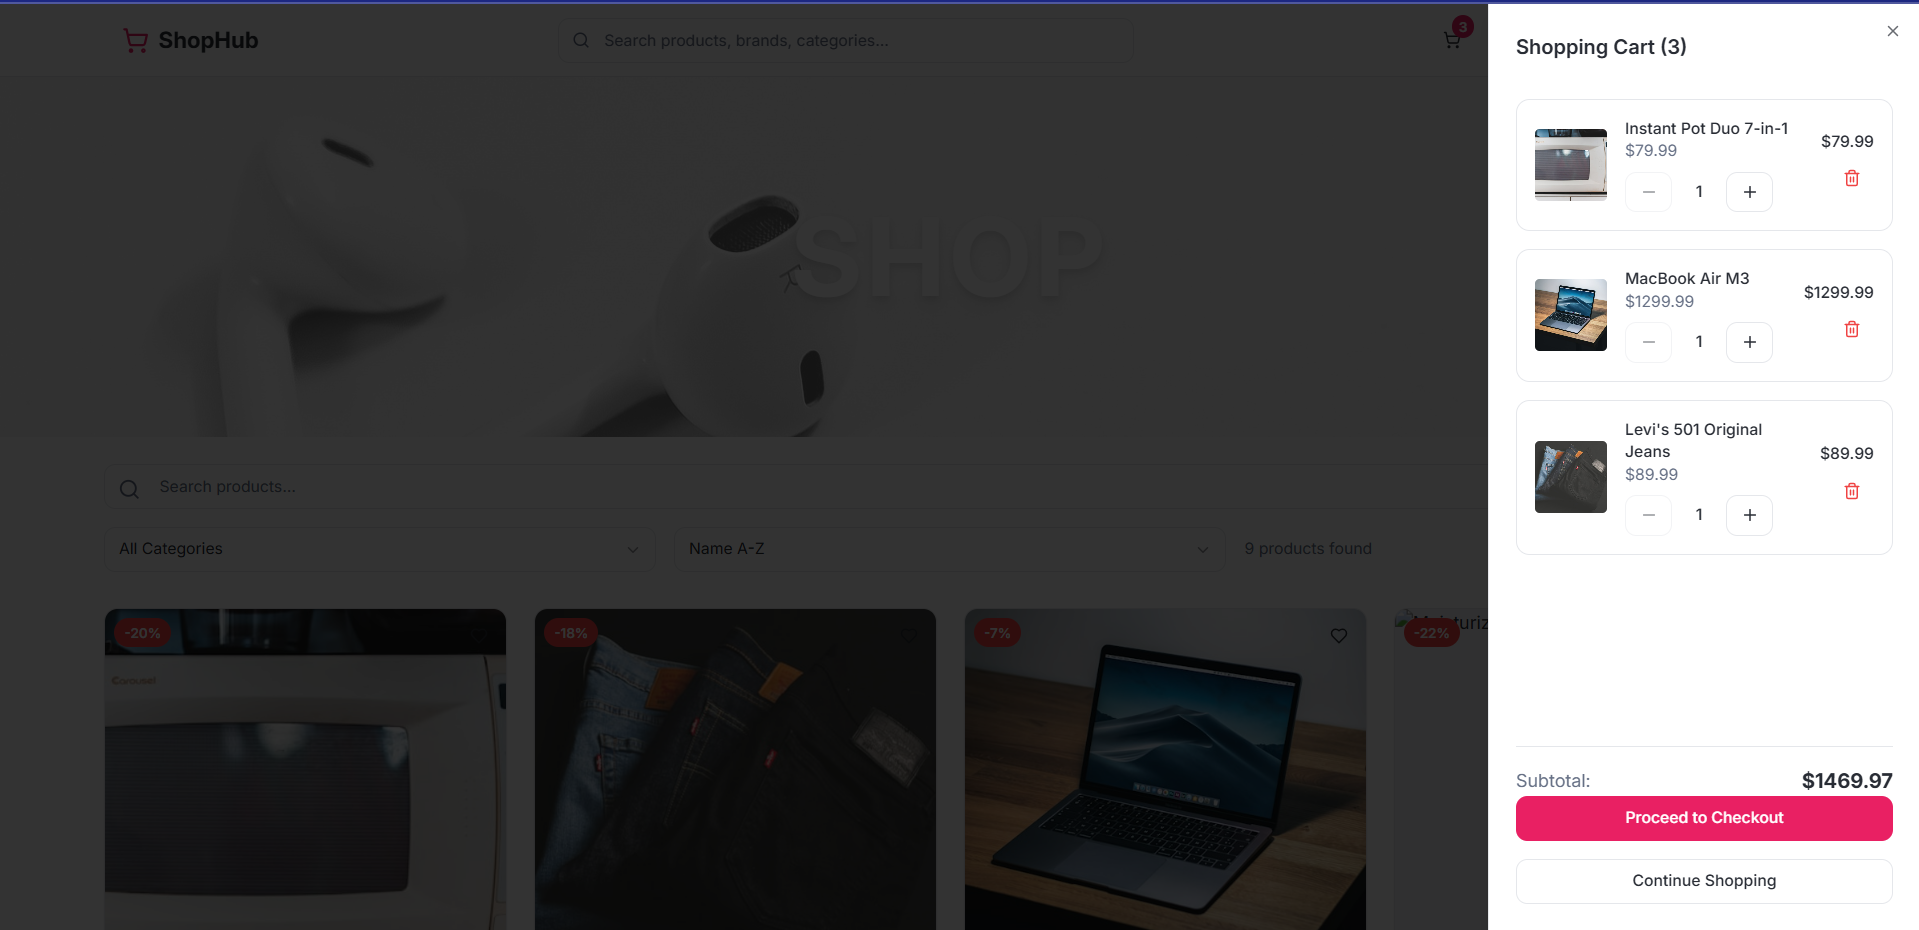 ShopHub
Search products, brands, categories...
3
SHOP
Search products...
All Categories
Name A-Z
9 products found
-20%
-18%
-7%
-22%
Carousel
Shopping Cart (3)
Instant Pot Duo 7-in-1
$79.99
$79.99
1
MacBook Air M3
$1299.99
$1299.99
1
Levi's 501 Original
Jeans
$89.99
$89.99
1
Subtotal:
$1469.97
Proceed to Checkout
Continue Shopping